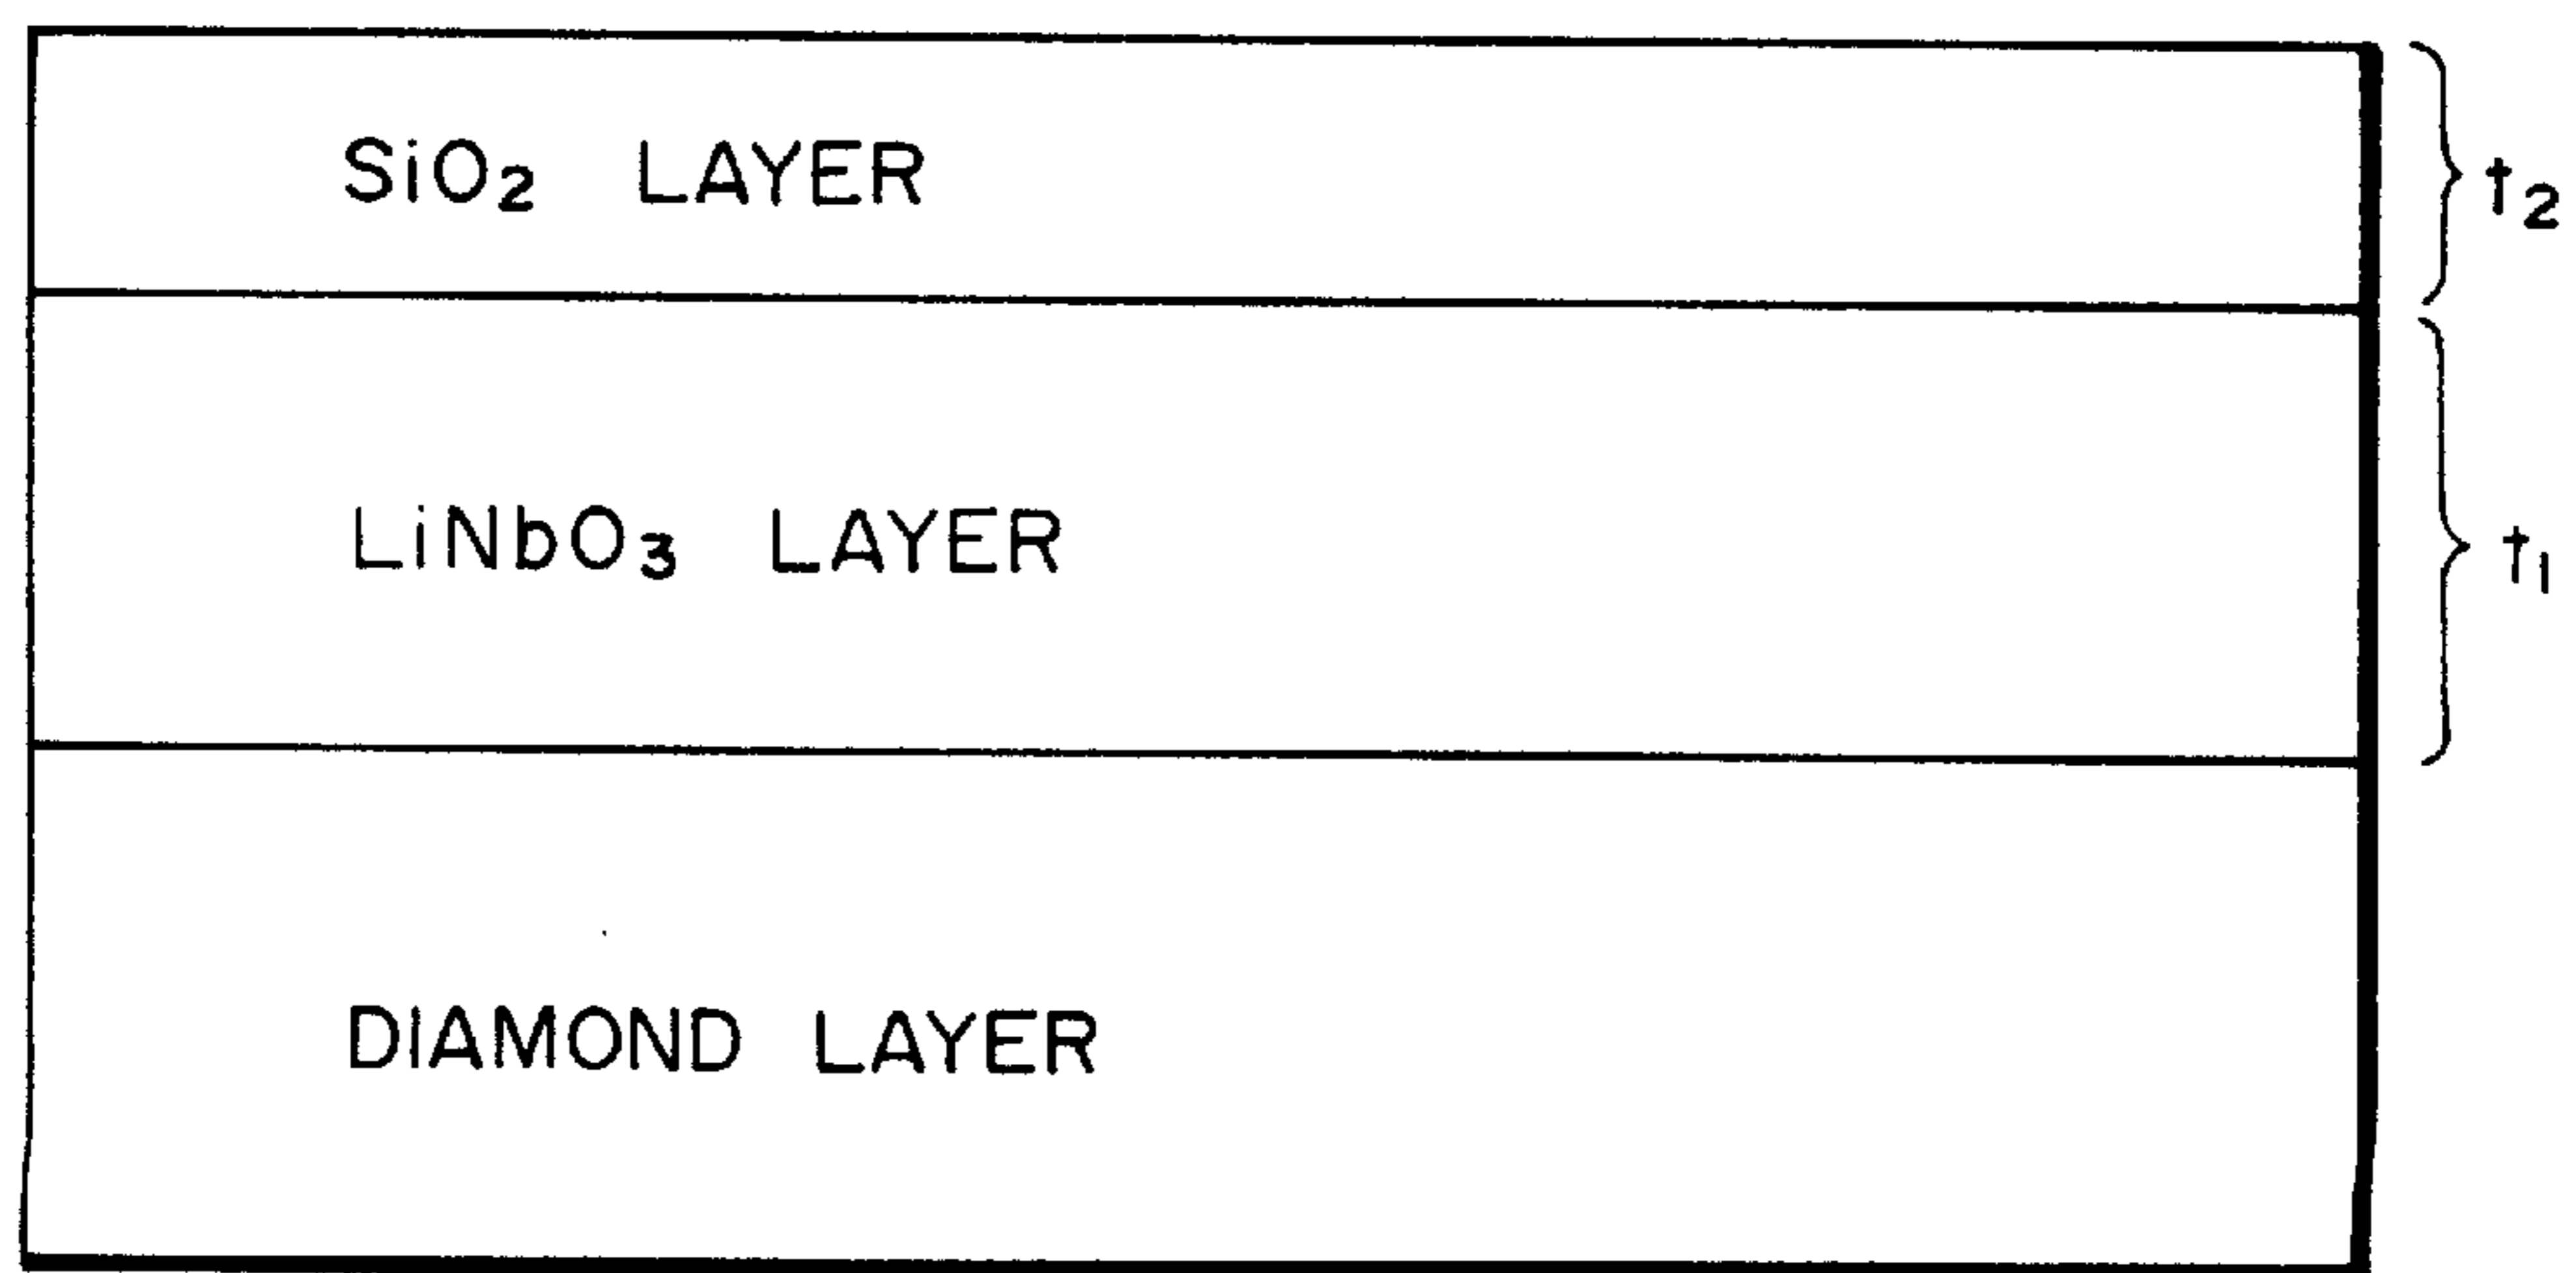 SiO₂ LAYER
t₂
LiNbO₃ LAYER
t₁
DIAMOND LAYER